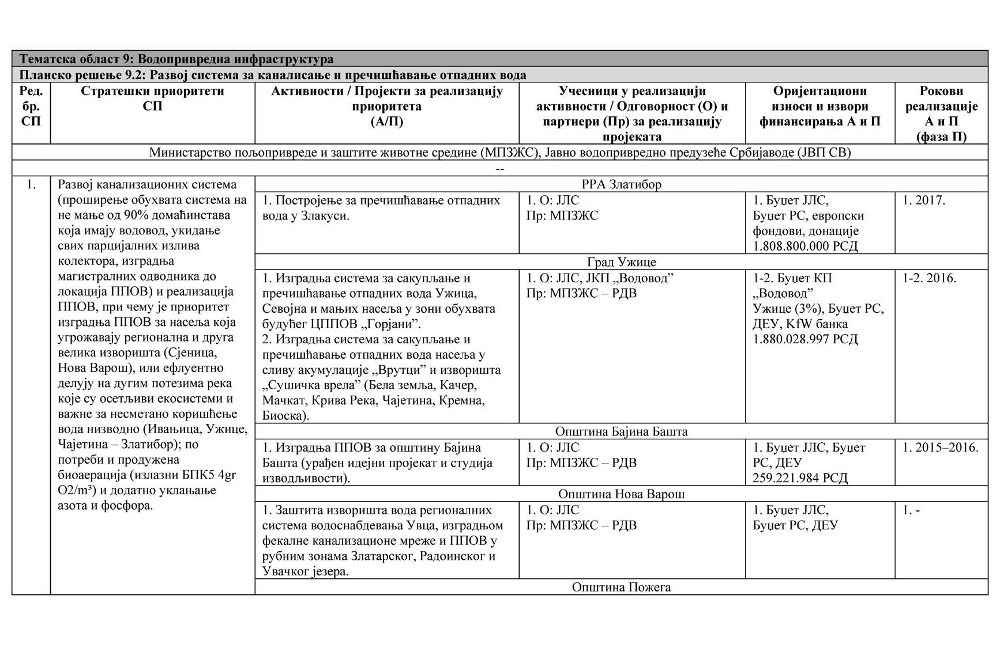 Тематска област 9: Водопривредна инфраструктура
Планско решење 9.2: Развој система за каналисање и пречишћавање отпадних вода
Ред.
бр.
СП
Стратешки приоритети
СП
Активности / Пројекти за реализацију
приоритета
(А/П)
Учесници у реализацији
активности / Одговорност (О) и
партнери (Пр) за реализацију
пројеката
Оријентациони
износи и извори
финансирања А и П
Рокови
реализације
А и П
(фаза П)
Министарство пољопривреде и заштите животне средине (МПЗЖС), Јавно водопривредно предузеће Србијаводе (ЈВП СВ)
--
1.
Развој канализационих система
(проширење обухвата система на
не мање од 90% домаћинстава
која имају водовод, укидање
свих парцијалних излива
колектора, изградња
магистралних одводника до
локација ППОВ) и реализација
ППОВ, при чему је приоритет
изградња ППОВ за насеља која
угрожавају регионална и друга
велика изворишта (Сјеница,
Нова Варош), или ефлуентно
делују на дугим потезима река
које су осетљиви екосистеми и
важне за несметано коришћење
вода низводно (Ивањица, Ужице,
Чајетина – Златибор); по
потреби и продужена
биоаерација (излазни БПК5 4gr
О2/m³) и додатно уклањање
азота и фосфора.
РРА Златибор
1. Постројење за пречишћавање отпадних
вода у Злакуси.
1. О: ЈЛС
Пр: МПЗЖС
1. Буџет ЈЛС,
Буџет РС, европски
фондови, донације
1.808.800.000 РСД
1. 2017.
Град Ужице
1. Изградња система за сакупљање и
пречишћавање отпадних вода Ужица,
Севојна и мањих насеља у зони обухвата
будућег ЦППОВ „Горјани”.
2. Изградња система за сакупљање и
пречишћавање отпадних вода насеља у
сливу акумулације „Врутци” и изворишта
„Сушичка врела” (Бела земља, Качер,
Мачкат, Крива Река, Чајетина, Кремна,
Биоска).
1. О: ЈЛС, ЈКП „Водовод”
Пр: МПЗЖС – РДВ
1-2. Буџет КП
„Водовод”
Ужице (3%), Буџет РС,
ДЕУ, KfW банка
1.880.028.997 РСД
1-2. 2016.
Општина Бајина Башта
1. Изградња ППОВ за општину Бајина
Башта (урађен идејни пројекат и студија
изводљивости).
1. О: ЈЛС
Пр: МПЗЖС – РДВ
1. Буџет ЈЛС, Буџет
РС, ДЕУ
259.221.984 РСД
1. 2015–2016.
Општина Нова Варош
1. Заштита изворишта вода регионалних
система водоснабдевања Увца, изградњом
фекалне канализационе мреже и ППОВ у
рубним зонама Златарског, Радоинског и
Увачког језера.
1. О: ЈЛС
Пр: МПЗЖС – РДВ
1. Буџет ЈЛС,
Буџет РС, ДЕУ
1. -
Општина Пожега